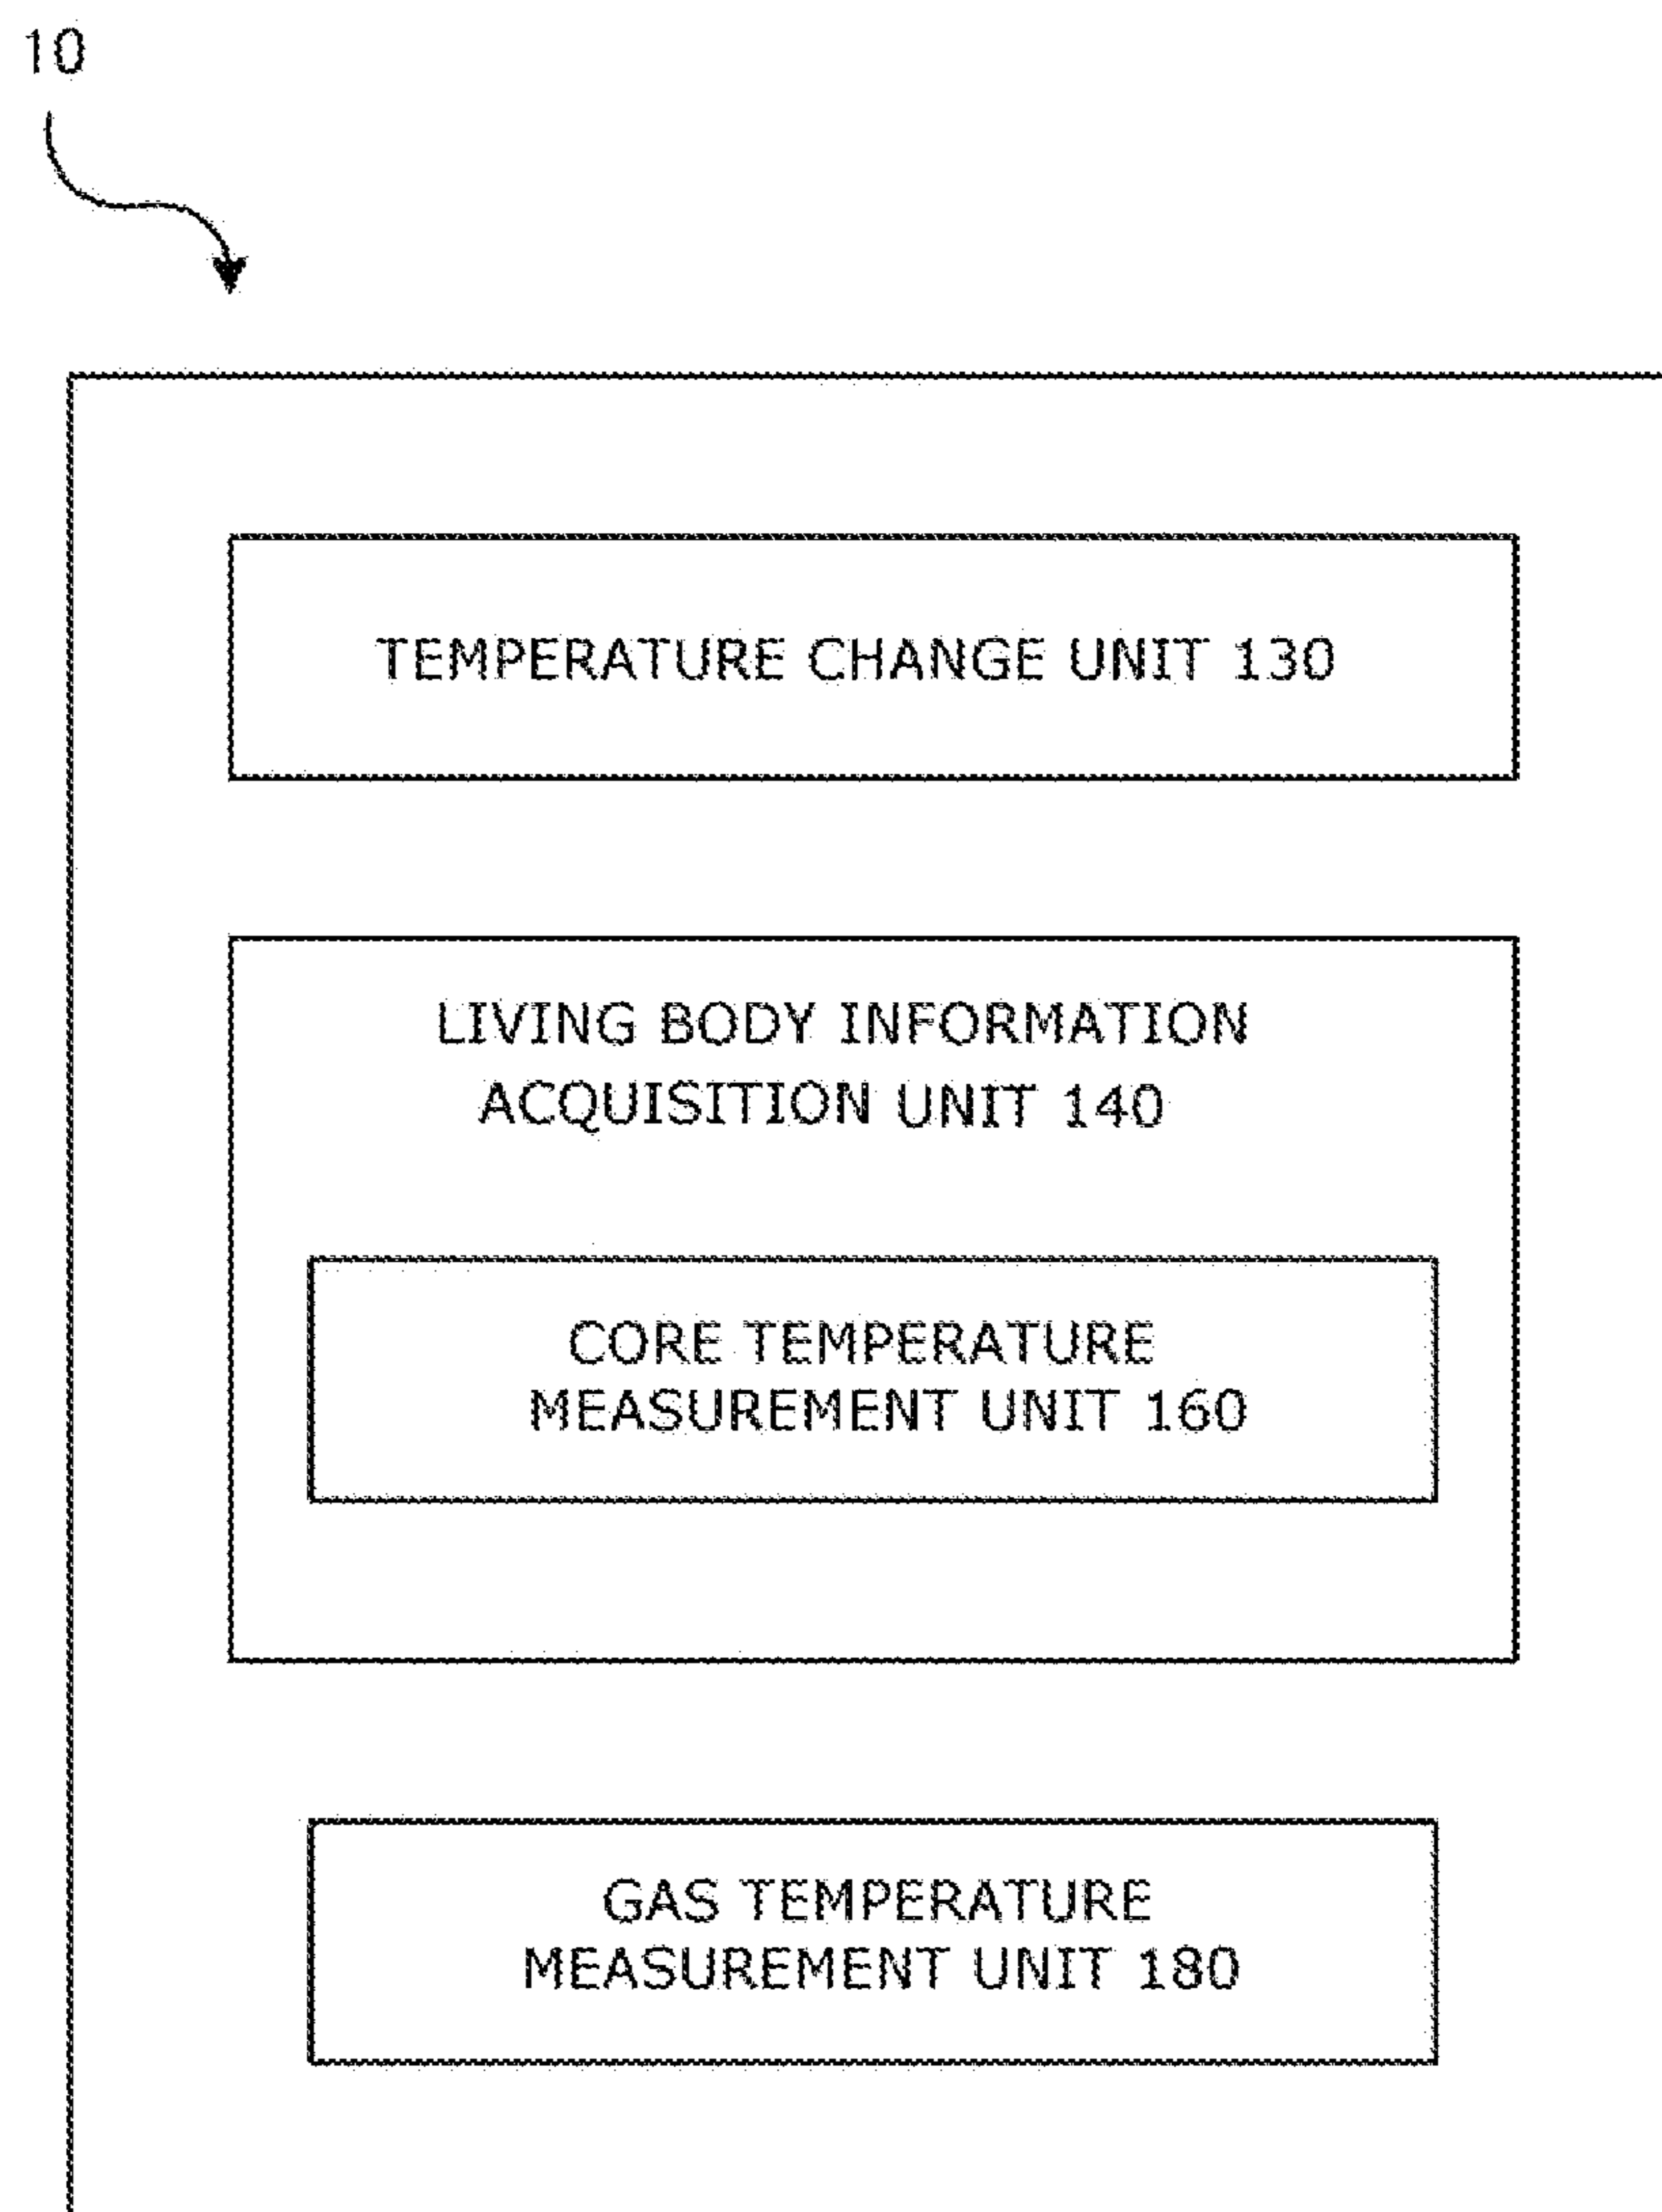 10
TEMPERATURE CHANGE UNIT 130
LIVING BODY INFORMATION
ACQUISITION UNIT 140
CORE TEMPERATURE
MEASUREMENT UNIT 160
GAS TEMPERATURE
MEASUREMENT UNIT 180